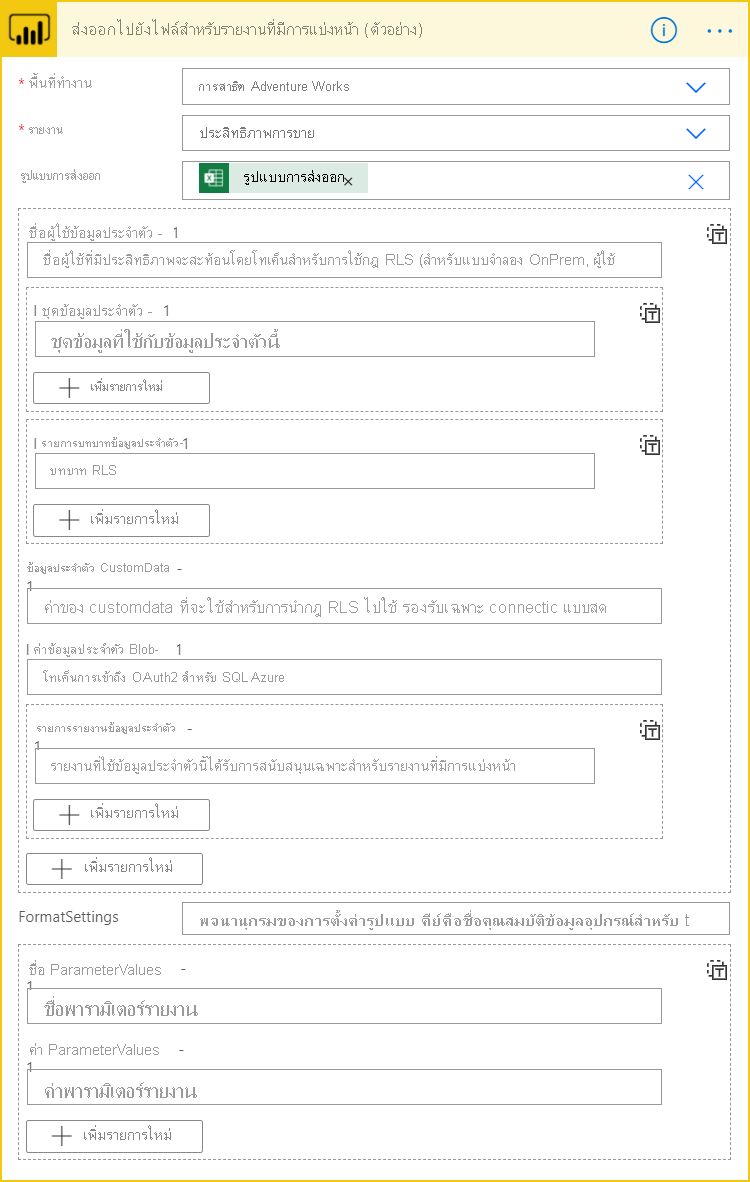 ส่งออกไปยังไฟล์สำหรับรายงานที่มีการแบ่งหน้า (ตัวอย่าง)
* พื้นที่ทำงาน
การสาธิต Adventure Works
* รายงาน
ประสิทธิภาพการขาย
รูปแบบการส่งออก
รูปแบบการส่งออก
ชื่อผู้ใช้ข้อมูลประจำตัว - 1
ชื่อผู้ใช้ที่มีประสิทธิภาพจะสะท้อนโดยโทเค็นสำหรับการใช้กฎ RLS (สำหรับแบบจำลอง OnPrem, ผู้ใช้
I ชุดข้อมูลประจำตัว - 1
ชุดข้อมูลที่ใช้กับข้อมูลประจำตัวนี้
เพิ่มรายการใหม่
I รายการบทบาทข้อมูลประจำตัว-1
บทบาท RLS
เพิ่มรายการใหม่
ข้อมูลประจำตัว CustomData -
1
ค่าของ customdata ที่จะใช้สำหรับการนำกฎ RLS ไปใช้ รองรับเฉพาะ connectic แบบสด
I ค่าข้อมูลประจำตัว Blob- 1
โทเค็นการเข้าถึง OAuth2 สำหรับ SQL Azure
รายการรายงานข้อมูลประจำตัว -
1
รายงานที่ใช้ข้อมูลประจำตัวนี้ได้รับการสนับสนุนเฉพาะสำหรับรายงานที่มีการแบ่งหน้า
เพิ่มรายการใหม่
เพิ่มรายการใหม่
FormatSettings
พจนานุกรมของการตั้งค่ารูปแบบ คีย์คือชื่อคุณสมบัติข้อมูลอุปกรณ์สำหรับ t
ชื่อ ParameterValues -
1
ชื่อพารามิเตอร์รายงาน
ค่า ParameterValues -
1
ค่าพารามิเตอร์รายงาน
เพิ่มรายการใหม่